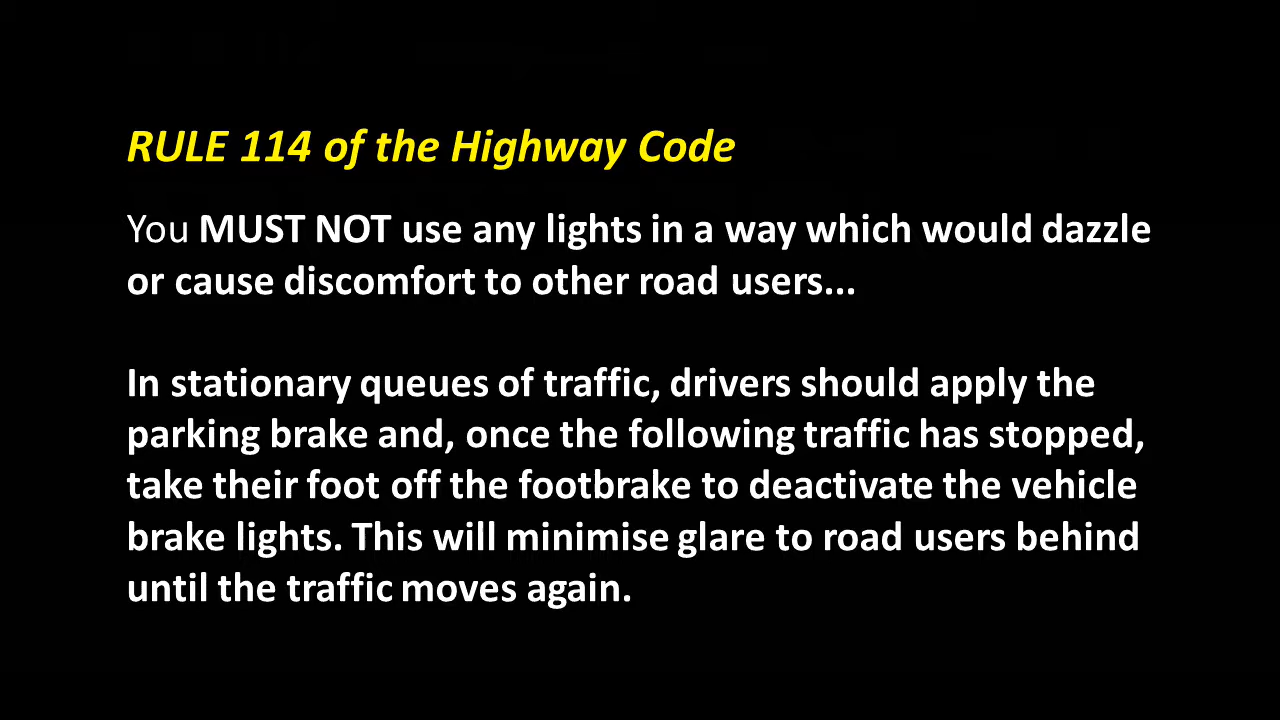 RULE 114 of the Highway Code
You MUST NOT use any lights in a way which would dazzle
or cause discomfort to other road users...
In stationary queues of traffic, drivers should apply the
parking brake and, once the following traffic has stopped,
take their foot off the footbrake to deactivate the vehicle
brake lights. This will minimise glare to road users behind
until the traffic moves again.